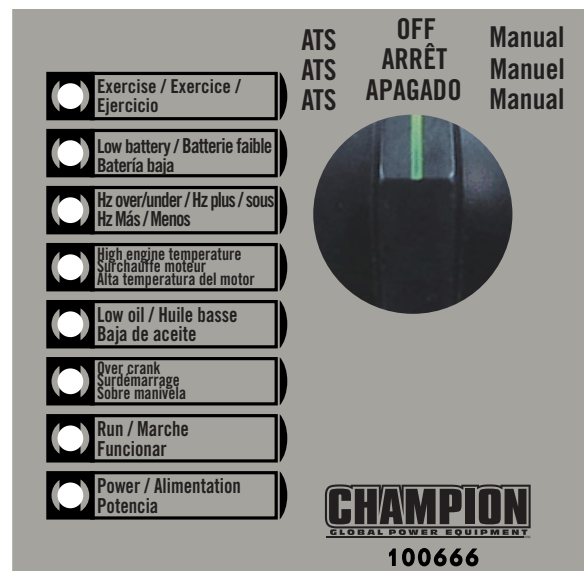 ATS
ATS
ATS
OFF
ARRÊT
APAGADO
Manual
Manuel
Manual
Exercise / Exercice /
Ejercicio
Low battery / Batterie faible
Batería baja
Hz over/under / Hz plus / sous
Hz Más / Menos
High engine temperature
Surchauffe moteur
Alta temperatura del motor
Low oil / Huile basse
Baja de aceite
Over crank
Surdémarrage
Sobre manivela
Run / Marche
Funcionar
Power / Alimentation
Potencia
CHAMPION
GLOBAL POWER EQUIPMENT
100666